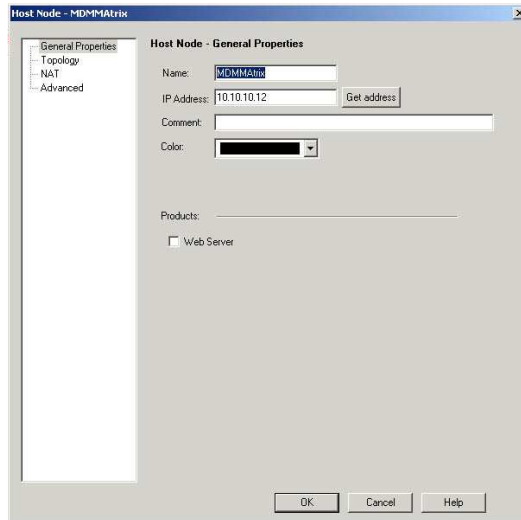 Host Node - MDMMAtrix
General Properties
Topology
NAT
Advanced
Host Node - General Properties
Name: MDMMAtrix
IP Address: 10.10.10.12 Get address
Comment:
Color:
Products:
Web Server
OK Cancel Help